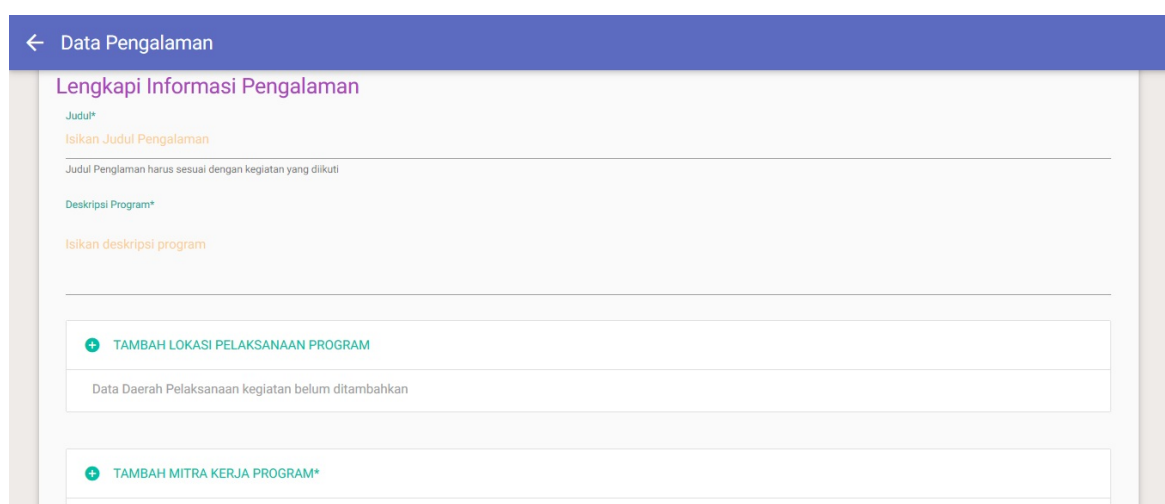 Data Pengalaman
Lengkapi Informasi Pengalaman
Judul*
Isikan Judul Pengalaman
Judul Penglaman harus sesuai dengan kegiatan yang diikuti
Deskripsi Program*
Isikan deskripsi program
TAMBAH LOKASI PELAKSANAAN PROGRAM
Data Daerah Pelaksanaan kegiatan belum ditambahkan
TAMBAH MITRA KERJA PROGRAM*